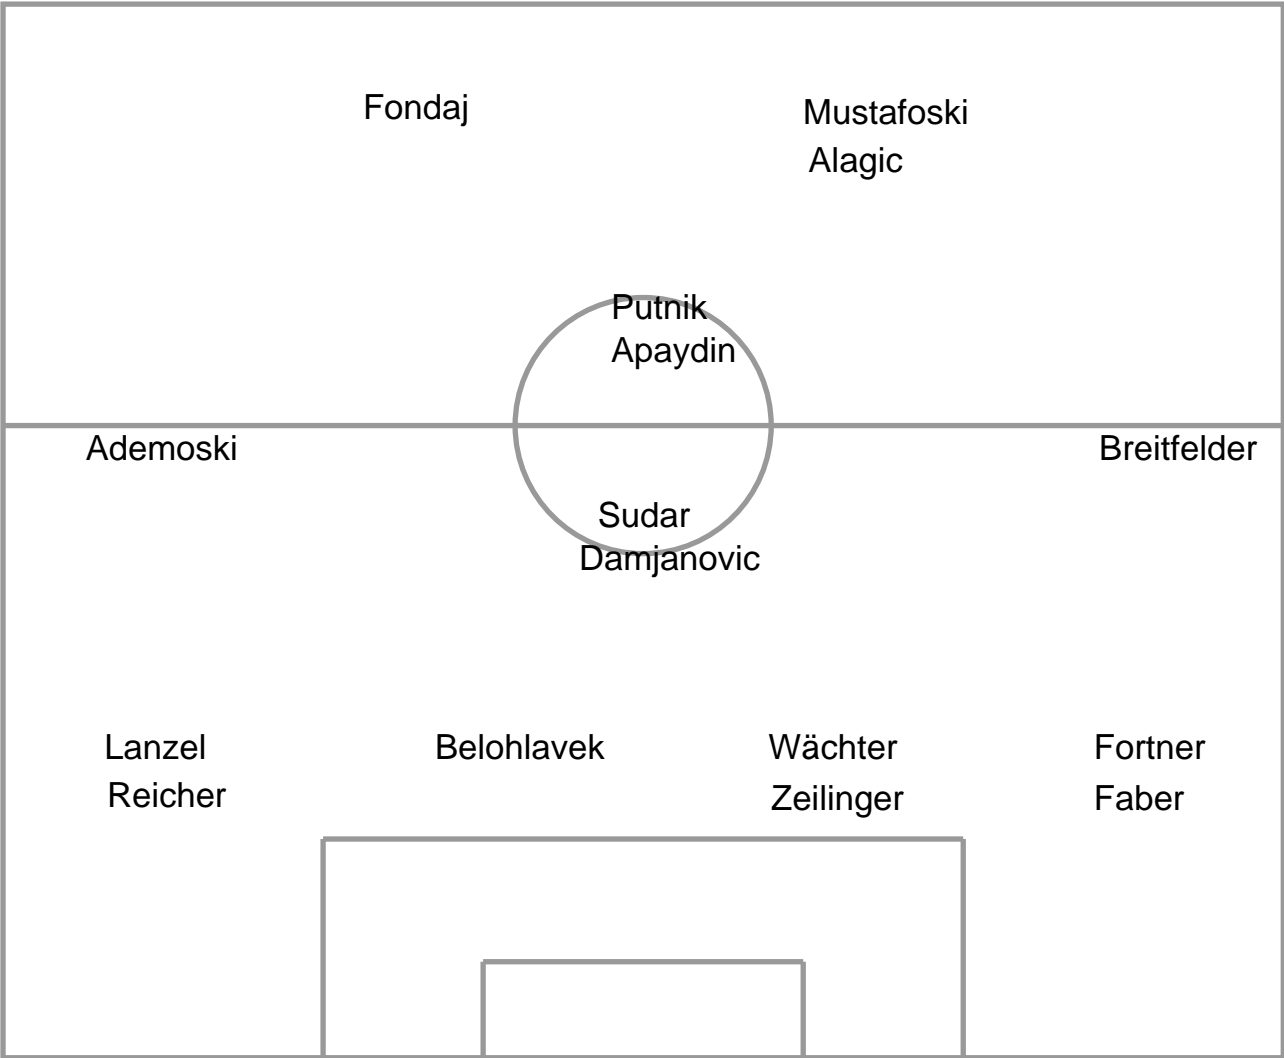 Fondaj
Mustafoski
Alagic
Putnik
Apaydin
Ademoski
Breitfelder
Sudar
Damjanovic
Lanzel
Reicher
Belohlavek
Wächter
Zeilinger
Fortner
Faber